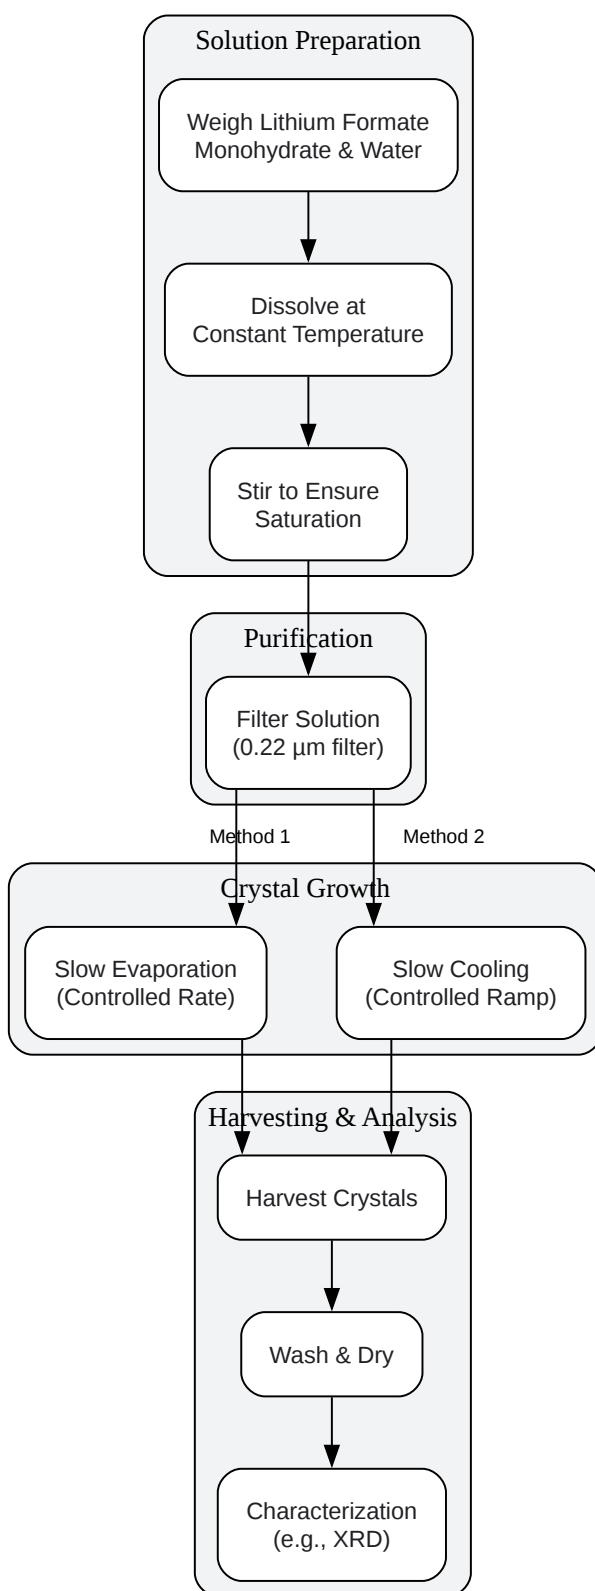 Solution Preparation
Weigh Lithium Formate
Monohydrate & Water
Dissolve at
Constant Temperature
Stir to Ensure
Saturation
Purification
Filter Solution
(0.22 µm filter)
Method 1
Method 2
Crystal Growth
Slow Evaporation
(Controlled Rate)
Slow Cooling
(Controlled Ramp)
Harvesting & Analysis
Harvest Crystals
Wash & Dry
Characterization
(e.g., XRD)